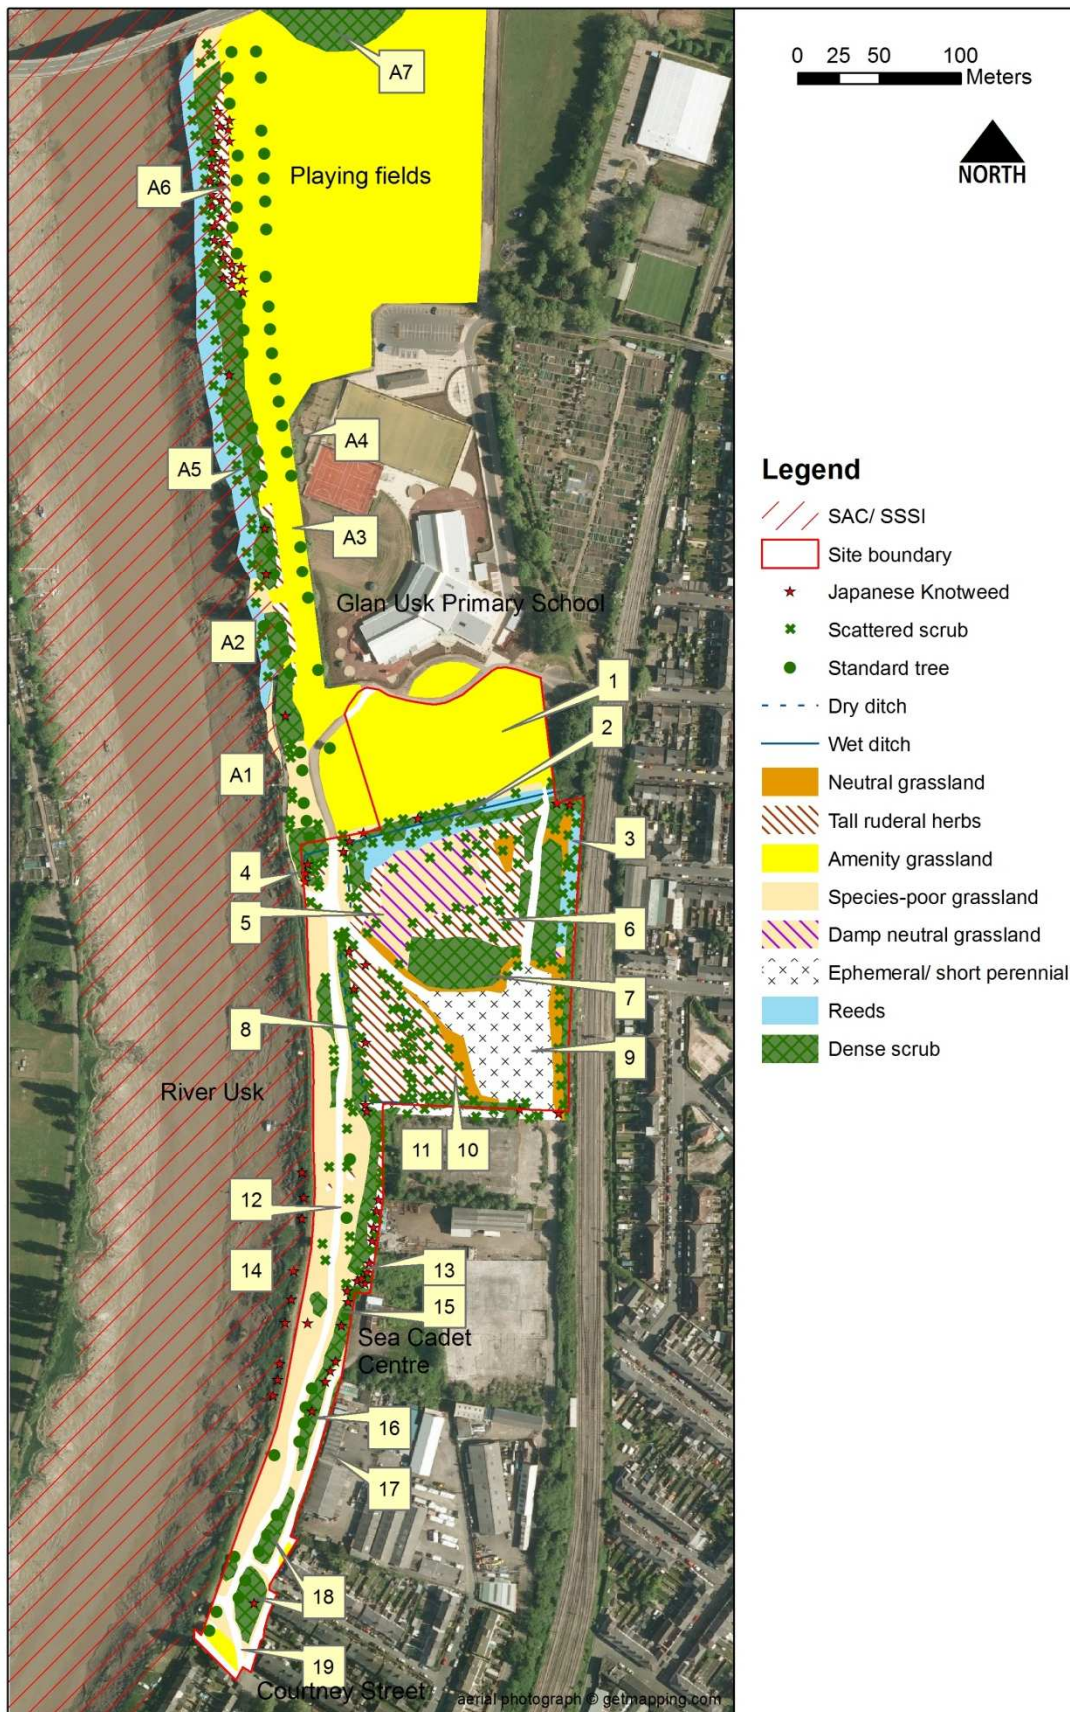 0 25 50 100
Meters
NORTH
A7
Playing fields
A6
A4
A5
A3
Glan Usk Primary School
A2
1
2
A1
3
4
5
6
7
8
9
River Usk
11
10
12
14
13
15
Sea Cadet
Centre
16
17
18
19
Courtney Street
aerial photograph © getmapping.com
Legend
SAC/ SSSI
Site boundary
Japanese Knotweed
Scattered scrub
Standard tree
Dry ditch
Wet ditch
Neutral grassland
Tall ruderal herbs
Amenity grassland
Species-poor grassland
Damp neutral grassland
Ephemeral/ short perennial
Reeds
Dense scrub